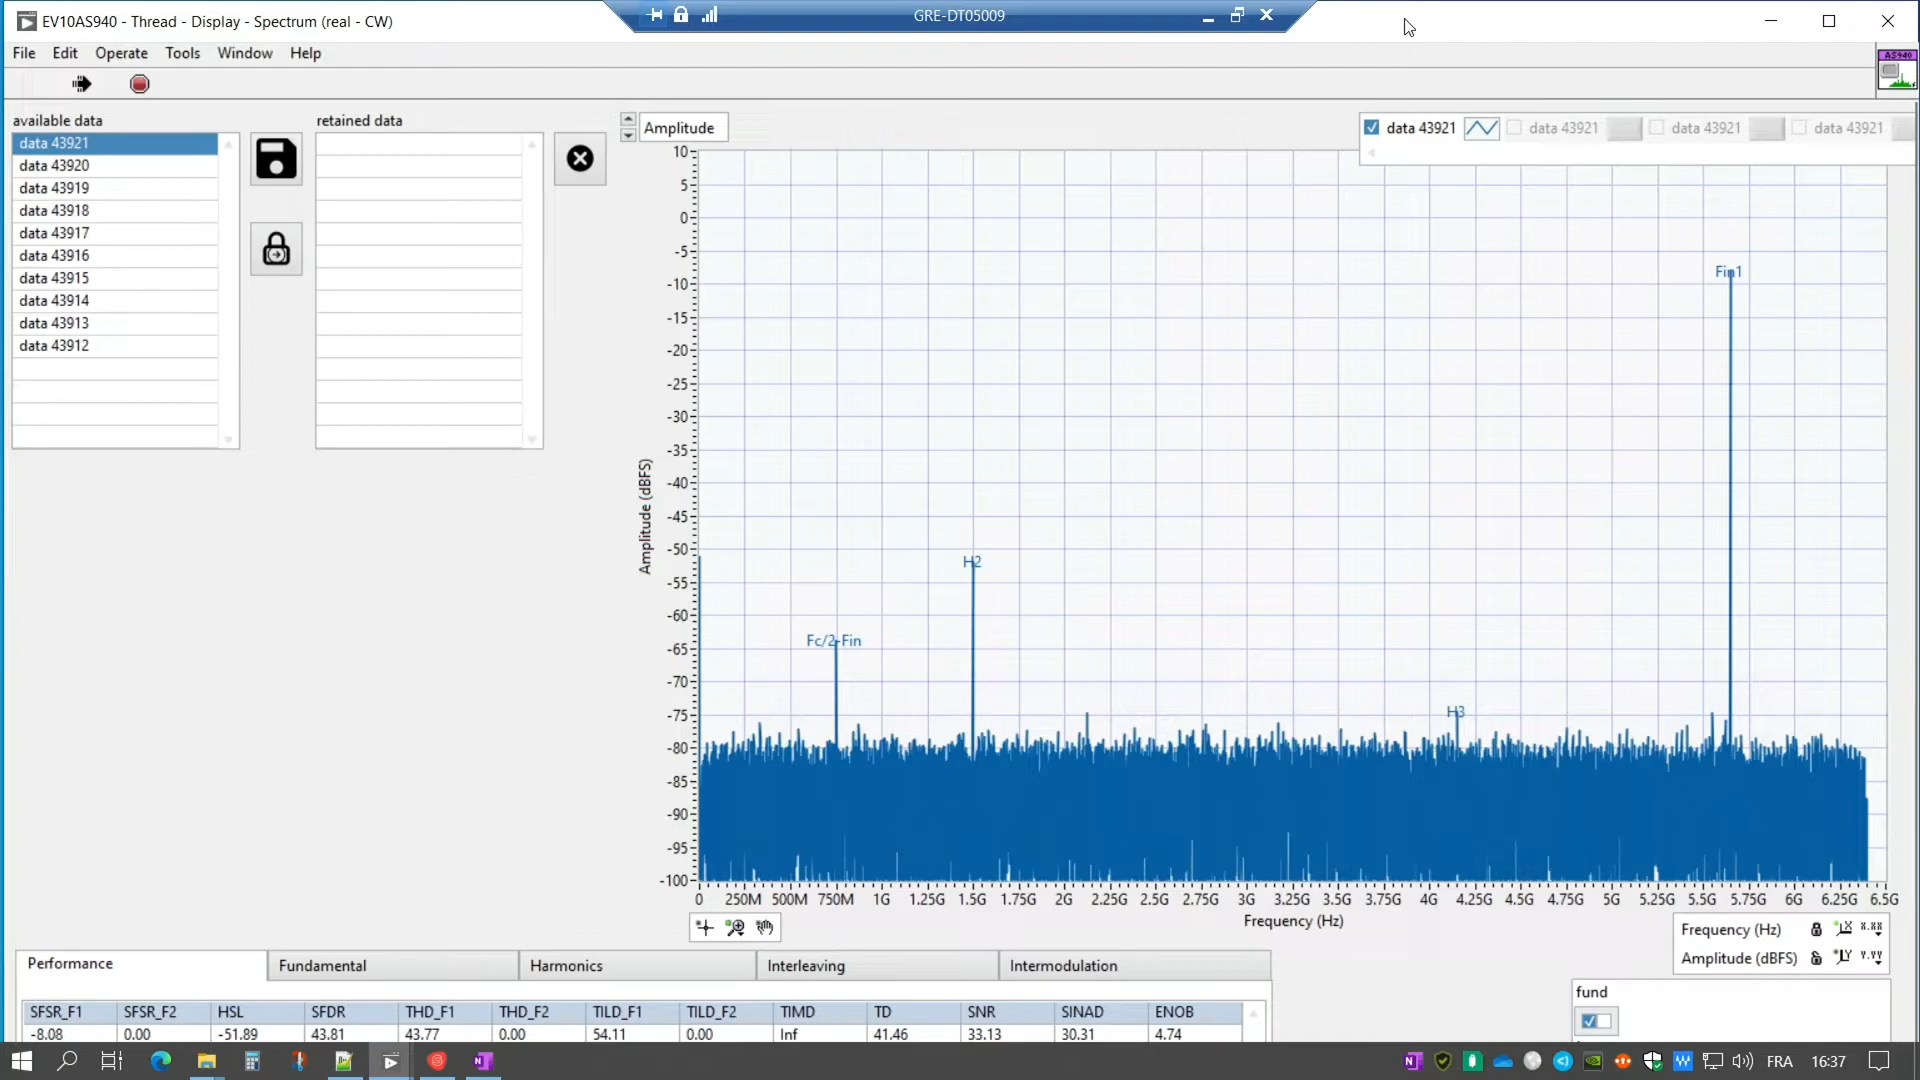 EV10AS940 - Thread - Display - Spectrum (real - CW)
GRE-DT05009
File Edit Operate Tools Window Help
AS940
available data
data 43921
data 43920
data 43919
data 43918
data 43917
data 43916
data 43915
data 43914
data 43913
data 43912
retained data
Amplitude
data 43921 data 43921 data 43921 data 43921
10
5
0
-5
-10
-15
-20
-25
-30
-35
-40
-45
-50
-55
-60
-65
-70
-75
-80
-85
-90
-95
-100
Amplitude (dBFS)
Fin1
H2
Fc/2-Fin
H3
0 250M 500M 750M 1G 1.25G 1.5G 1.75G 2G 2.25G 2.5G 2.75G 3G 3.25G 3.5G 3.75G 4G 4.25G 4.5G 4.75G 5G 5.25G 5.5G 5.75G 6G 6.25G 6.5G
Frequency (Hz)
Frequency (Hz)
Amplitude (dBFS)
Performance Fundamental Harmonics Interleaving Intermodulation
SFSR_F1 SFSR_F2 HSL SFDR THD_F1 THD_F2 TILD_F1 TILD_F2 TIMD TD SNR SINAD ENOB
-8.08 0.00 -51.89 43.81 43.77 0.00 54.11 0.00 Inf 41.46 33.13 30.31 4.74
fund
FRA 16:37